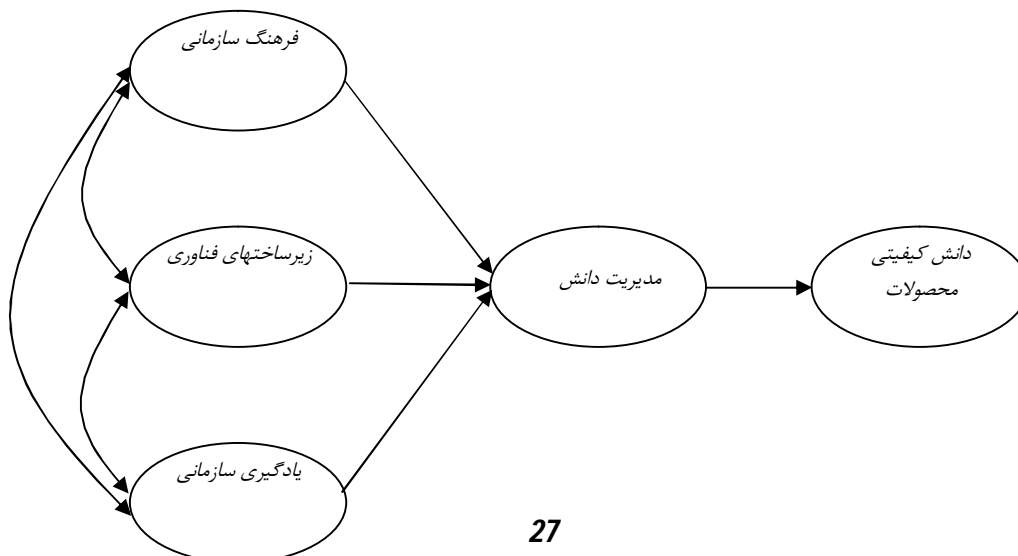 فرهنگ سازمانی
زیرساختهای فناوری
مدیریت دانش
دانش کیفیتی
محصولات
یادگیری سازمانی
27